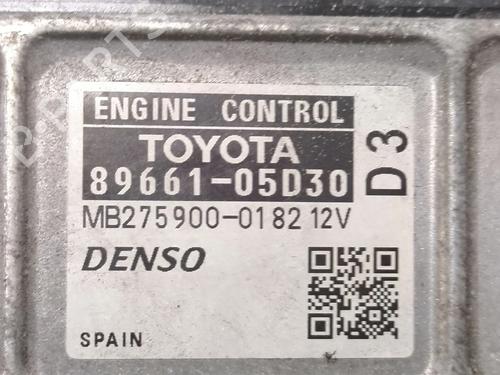 ENGINE CONTROL
TOYOTA
89661-05D30
D3
MB275900-0182 12V
DENSO
SPAIN